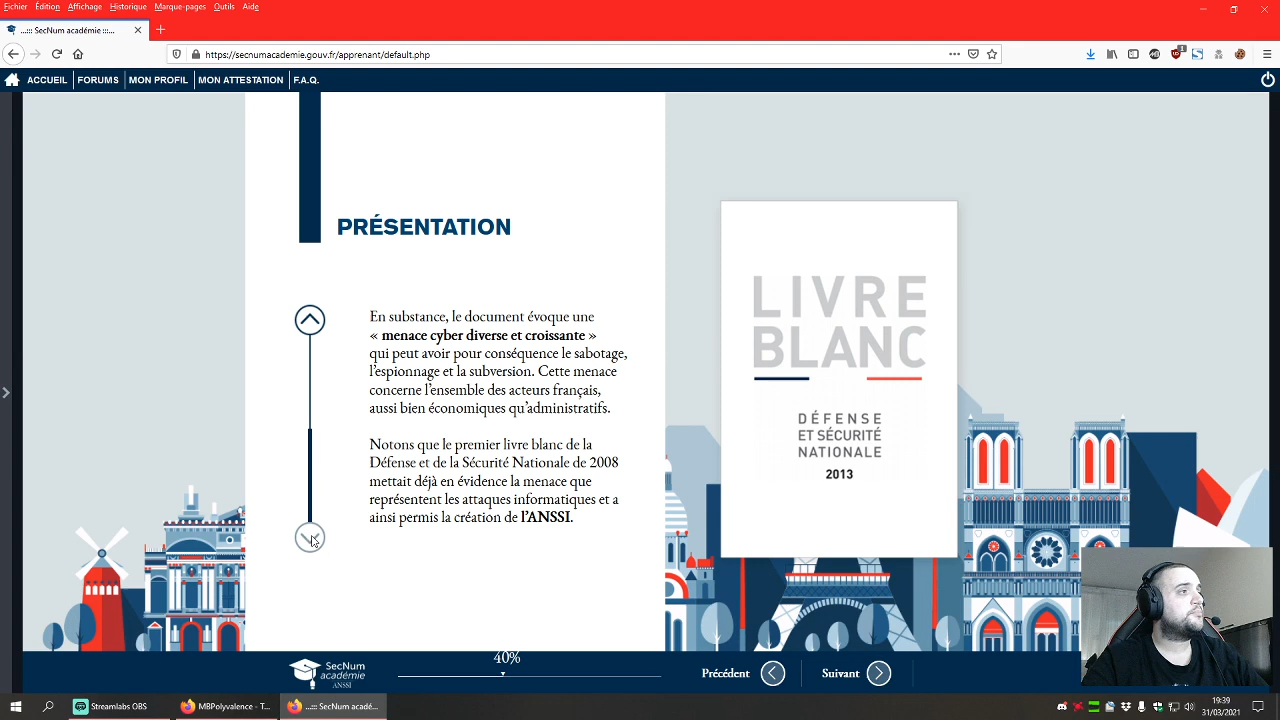 Fichier Édition Affichage Historique Marque-pages Outils Aide
...:: SecNum académie ::...
https://secnumacademie.gouv.fr/apprenant/default.php
1
ACCUEIL FORUMS MON PROFIL MON ATTESTATION F.A.Q.
PRÉSENTATION
En substance, le document évoque une
« menace cyber diverse et croissante »
qui peut avoir pour conséquence le sabotage,
l'espionnage et la subversion. Cette menace
concerne l'ensemble des acteurs français,
aussi bien économiques qu'administratifs.
Notons que le premier livre blanc de la
Défense et de la Sécurité Nationale de 2008
mettait déjà en évidence la menace que
représentent les attaques informatiques et a
ainsi permis la création de l'ANSSI.
LIVRE
BLANC
DÉFENSE
ET SÉCURITÉ
NATIONALE
2013
SecNum
académie
ANSSI
40%
Précédent
Suivant
Streamlabs OBS
MBPolyvalence - T...
...:: SecNum acadé...
19:39
31/03/2021